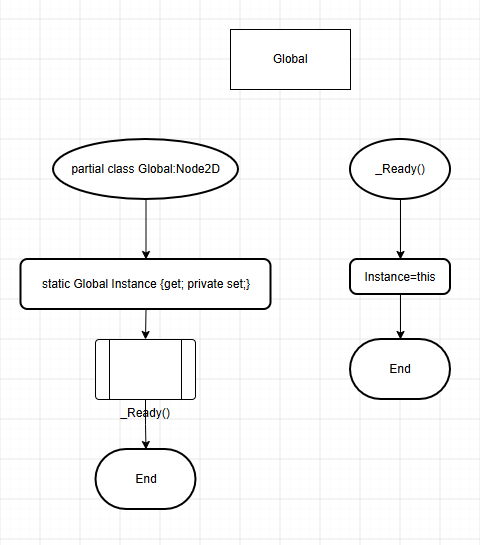 Global
partial class Global:Node2D
static Global Instance {get; private set;}
_Ready()
End
_Ready()
Instance=this
End